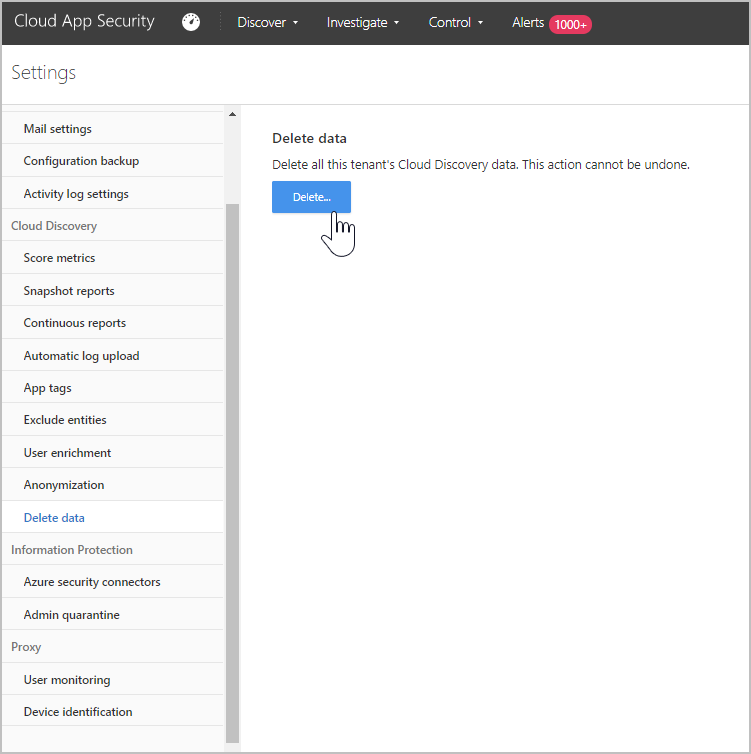 Cloud App Security Discover Investigate Control Alerts 1000+
Settings
Mail settings
Configuration backup
Activity log settings
Cloud Discovery
Score metrics
Snapshot reports
Continuous reports
Automatic log upload
App tags
Exclude entities
User enrichment
Anonymization
Delete data
Information Protection
Azure security connectors
Admin quarantine
Proxy
User monitoring
Device identification
Delete data
Delete all this tenant's Cloud Discovery data. This action cannot be undone.
Delete...